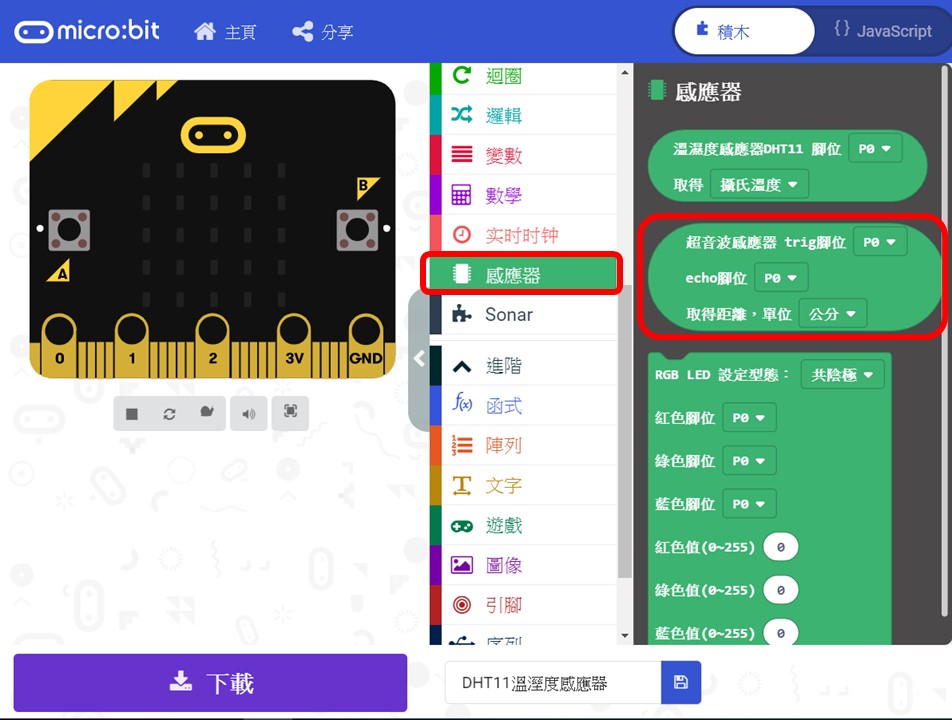 micro:bit
主頁
分享
積木
{} JavaScript
B
A
0
1
2
3V
GND
下載
迴圈
邏輯
變數
數學
实时时钟
感應器
Sonar
進階
f(x) 函式
陣列
文字
遊戲
圖像
引腳
序列
DHT11溫溼度感應器
感應器
溫濕度感應器DHT11 腳位 P0
取得 攝氏溫度
超音波感應器 trig腳位 P0
echo腳位 P0
取得距離，單位 公分
RGB LED 設定型態： 共陰極
紅色腳位 P0
綠色腳位 P0
藍色腳位 P0
紅色值(0~255) 0
綠色值(0~255) 0
藍色值(0~255) 0